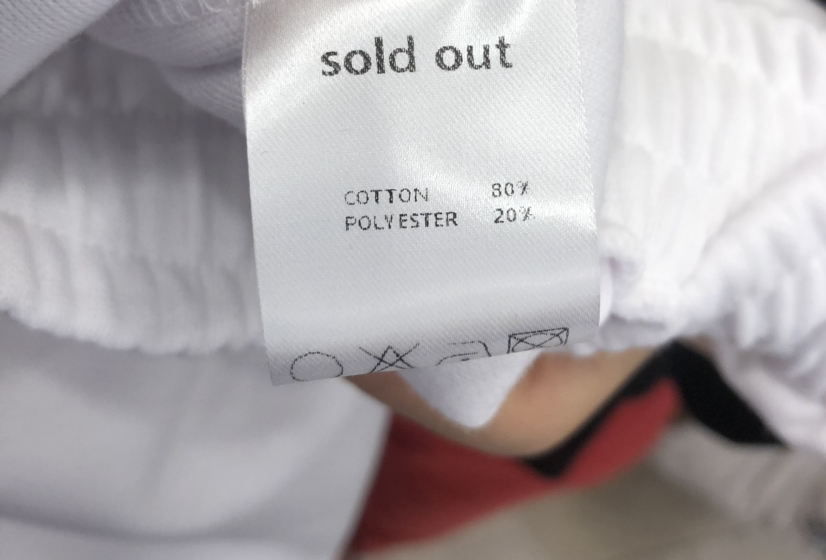 sold out
COTTON 80%
POLYESTER 20%